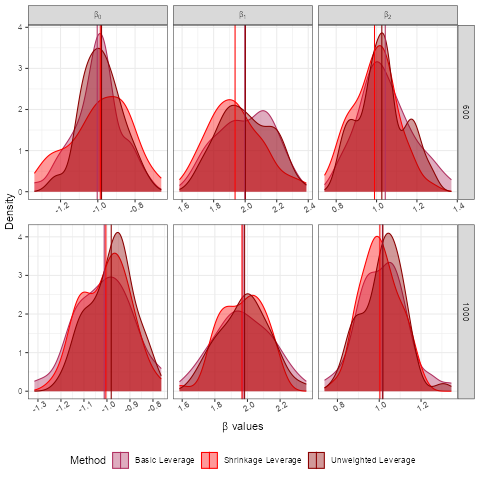 β₀ β₁ β₂
4
3
2
1
0
600
-1.2 -1.0 -0.8
1.6 1.8 2.0 2.2 2.4
0.8 1.0 1.2 1.4
Density
4
3
2
1
0
1000
-1.3 -1.2 -1.1 -1.0 -0.9 -0.8
1.6 1.8 2.0 2.2
0.8 1.0 1.2
β values
Method Basic Leverage Shrinkage Leverage Unweighted Leverage